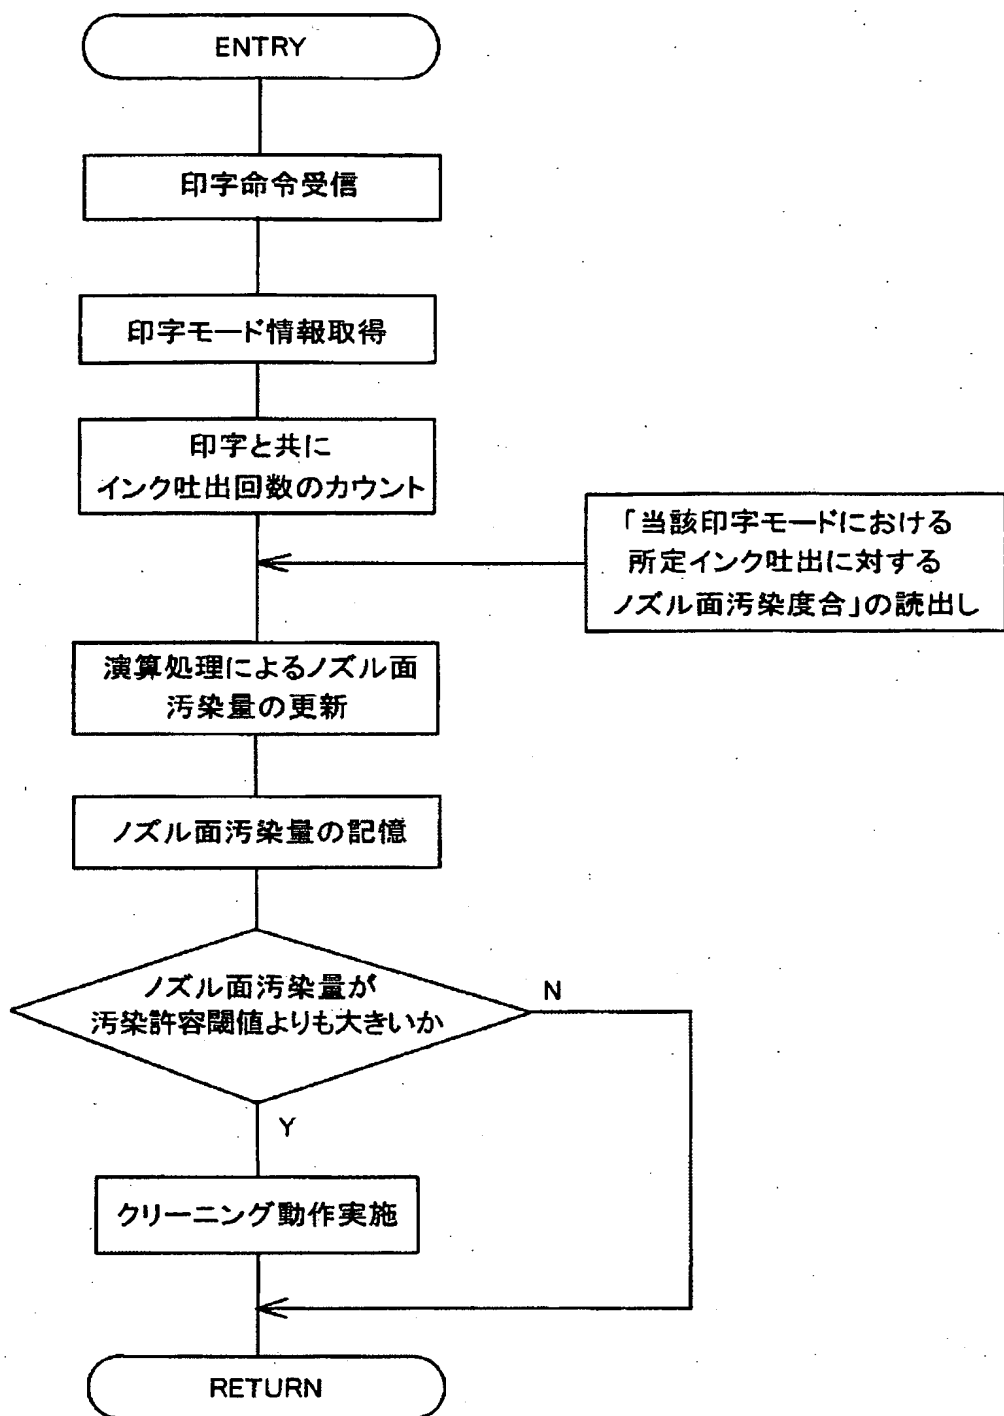 ENTRY
印字命令受信
印字モード情報取得
印字と共に
インク吐出回数のカウント
「当該印字モードにおける
所定インク吐出に対する
ノズル面汚染度合」の読出し
演算処理によるノズル面
汚染量の更新
ノズル面汚染量の記憶
ノズル面汚染量が
汚染許容閾値よりも大きいか
N
Y
クリーニング動作実施
RETURN